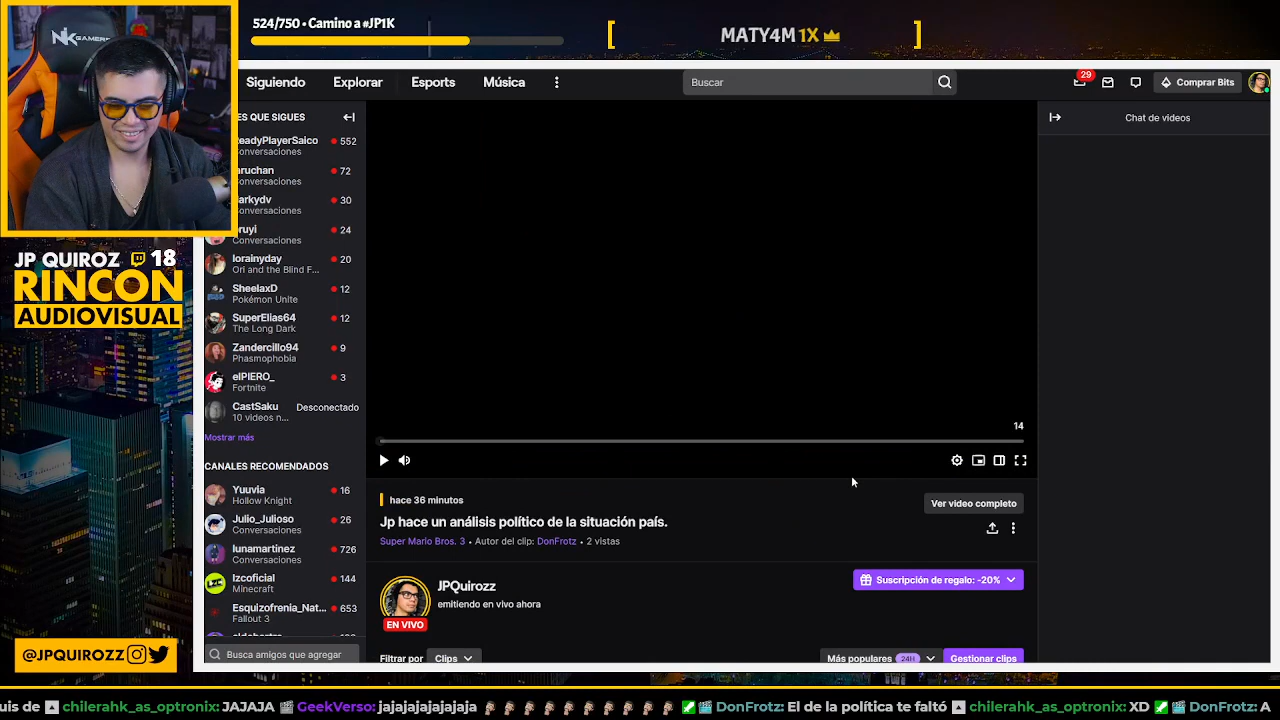 524/750 • Camino a #JP1K
MATY4M 1X
NIK
GAMER
Siguiendo
Explorar
Esports
Música
Buscar
29
Comprar Bits
ES QUE SIGUES
eadyPlayerSaico
552
Conversaciones
aruchan
72
Conversaciones
arkydv
30
Conversaciones
ruyi
24
Conversaciones
lorainyday
20
Ori and the Blind F...
SheelaxD
12
Pokémon Unite
SuperElias64
12
The Long Dark
Zandercillo94
9
Phasmophobia
elPIERO_
3
Fortnite
CastSaku
Desconectado
10 videos n...
Mostrar más
CANALES RECOMENDADOS
Yuuvia
16
Hollow Knight
Julio_Julioso
26
Conversaciones
lunamartinez
726
Conversaciones
Izcoficial
144
Minecraft
Esquizofrenia_Nat...
653
Fallout 3
Busca amigos que agregar
Chat de videos
14
hace 36 minutos
Ver video completo
Jp hace un análisis político de la situación país.
Super Mario Bros. 3 • Autor del clip: DonFrotz • 2 vistas
JPQuirozz
emitiendo en vivo ahora
EN VIVO
Suscripción de regalo: -20%
Filtrar por
Clips
Más populares
24H
Gestionar clips
JP QUIROZ 18
RINCON
AUDIOVISUAL
@JPQUIROZZ
uis de chilerahk_as_optronix: JAJAJA GeekVerso: jajajajajajaja DonFrotz: El de la política te faltó chilerahk_as_optronix: XD DonFrotz: A